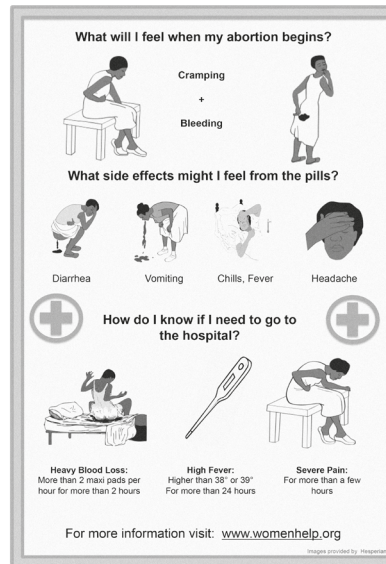 What will I feel when my abortion begins?
Cramping
+
Bleeding
What side effects might I feel from the pills?
Diarrhea
Vomiting
Chills, Fever
Headache
How do I know if I need to go to
the hospital?
Heavy Blood Loss:
More than 2 maxi pads per
hour for more than 2 hours
High Fever:
Higher than 38° or 39°
For more than 24 hours
Severe Pain:
For more than a few
hours
For more information visit: www.womenhelp.org
Images provided by Hesperian